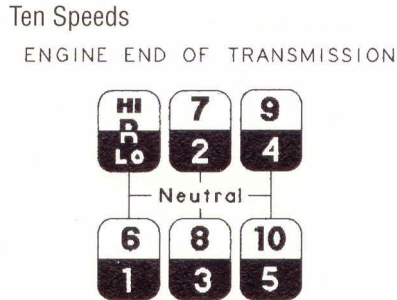 Ten Speeds
ENGINE END OF TRANSMISSION
HI 7 9
R
LO 2 4
Neutral
6 8 10
1 3 5